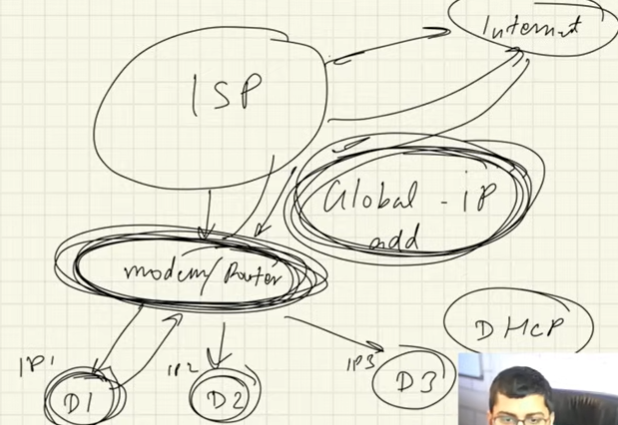 Internet
ISP
Global - iP
add
modem/Router
DHCP
IP1
IP2
IP3
D1
D2
D3